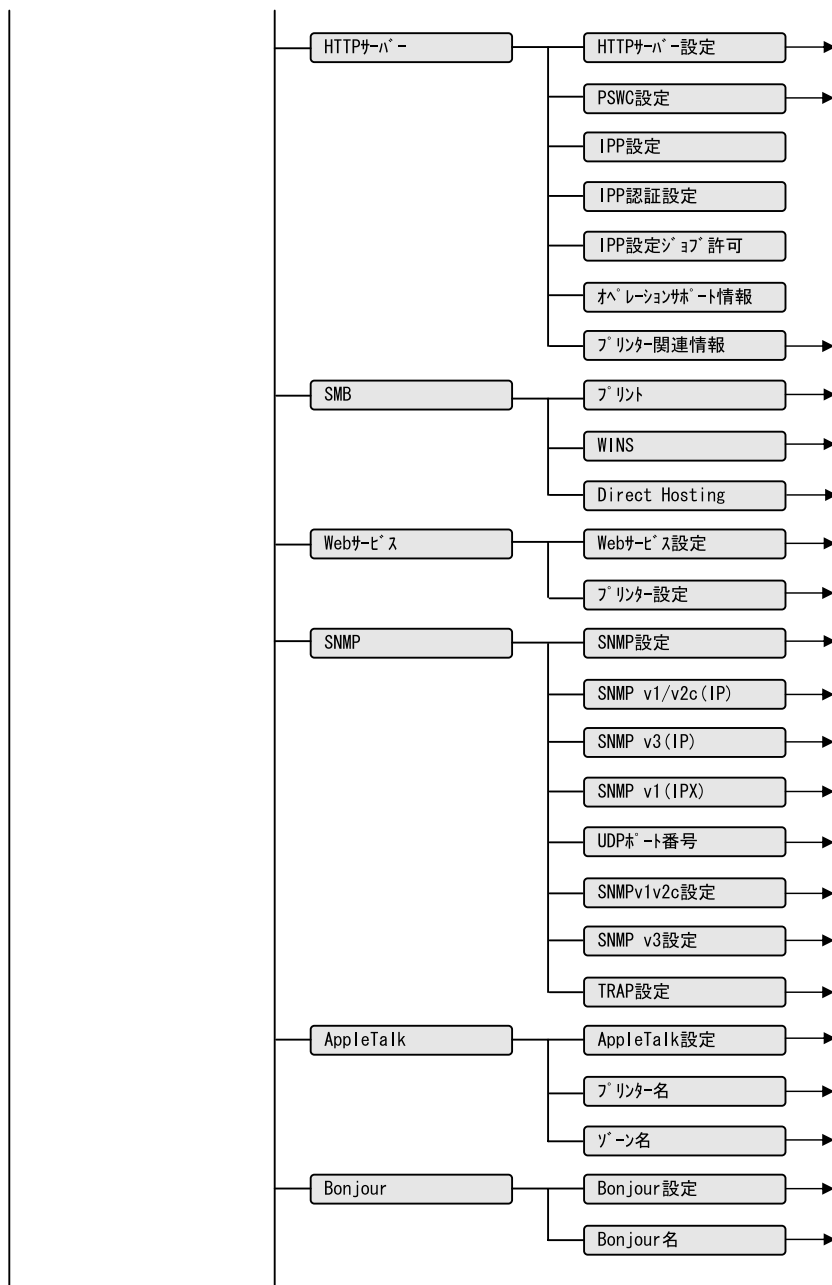 HTTPｻｰﾊﾞｰ
HTTPｻｰﾊﾞｰ設定
PSWC設定
IPP設定
IPP認証設定
IPP設定ｼﾞｮﾌﾞ許可
ｵﾍﾟﾚｰｼｮﾝｻﾎﾟｰﾄ情報
ﾌﾟﾘﾝﾀｰ関連情報
SMB
ﾌﾟﾘﾝﾄ
WINS
Direct Hosting
Webｻｰﾋﾞｽ
Webｻｰﾋﾞｽ設定
ﾌﾟﾘﾝﾀｰ設定
SNMP
SNMP設定
SNMP v1/v2c(IP)
SNMP v3(IP)
SNMP v1(IPX)
UDPﾎﾟｰﾄ番号
SNMPv1v2c設定
SNMP v3設定
TRAP設定
AppleTalk
AppleTalk設定
ﾌﾟﾘﾝﾀｰ名
ｿﾞｰﾝ名
Bonjour
Bonjour設定
Bonjour名